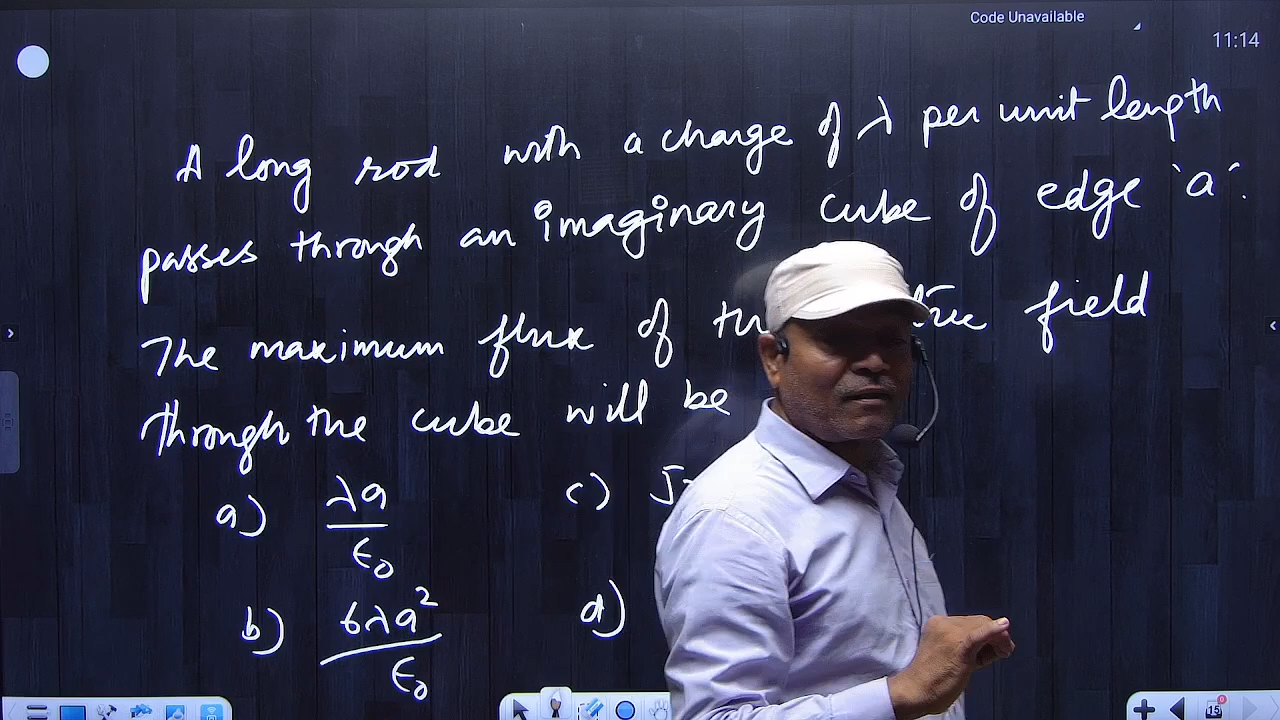 Code Unavailable
11:14
A long rod with a charge of λ per unit length
passes through an imaginary cube of edge 'a'.
The maximum flux of field
through the cube will be
a) λa/ϵ₀
c)
b) 6λa²/ϵ₀
d)
15